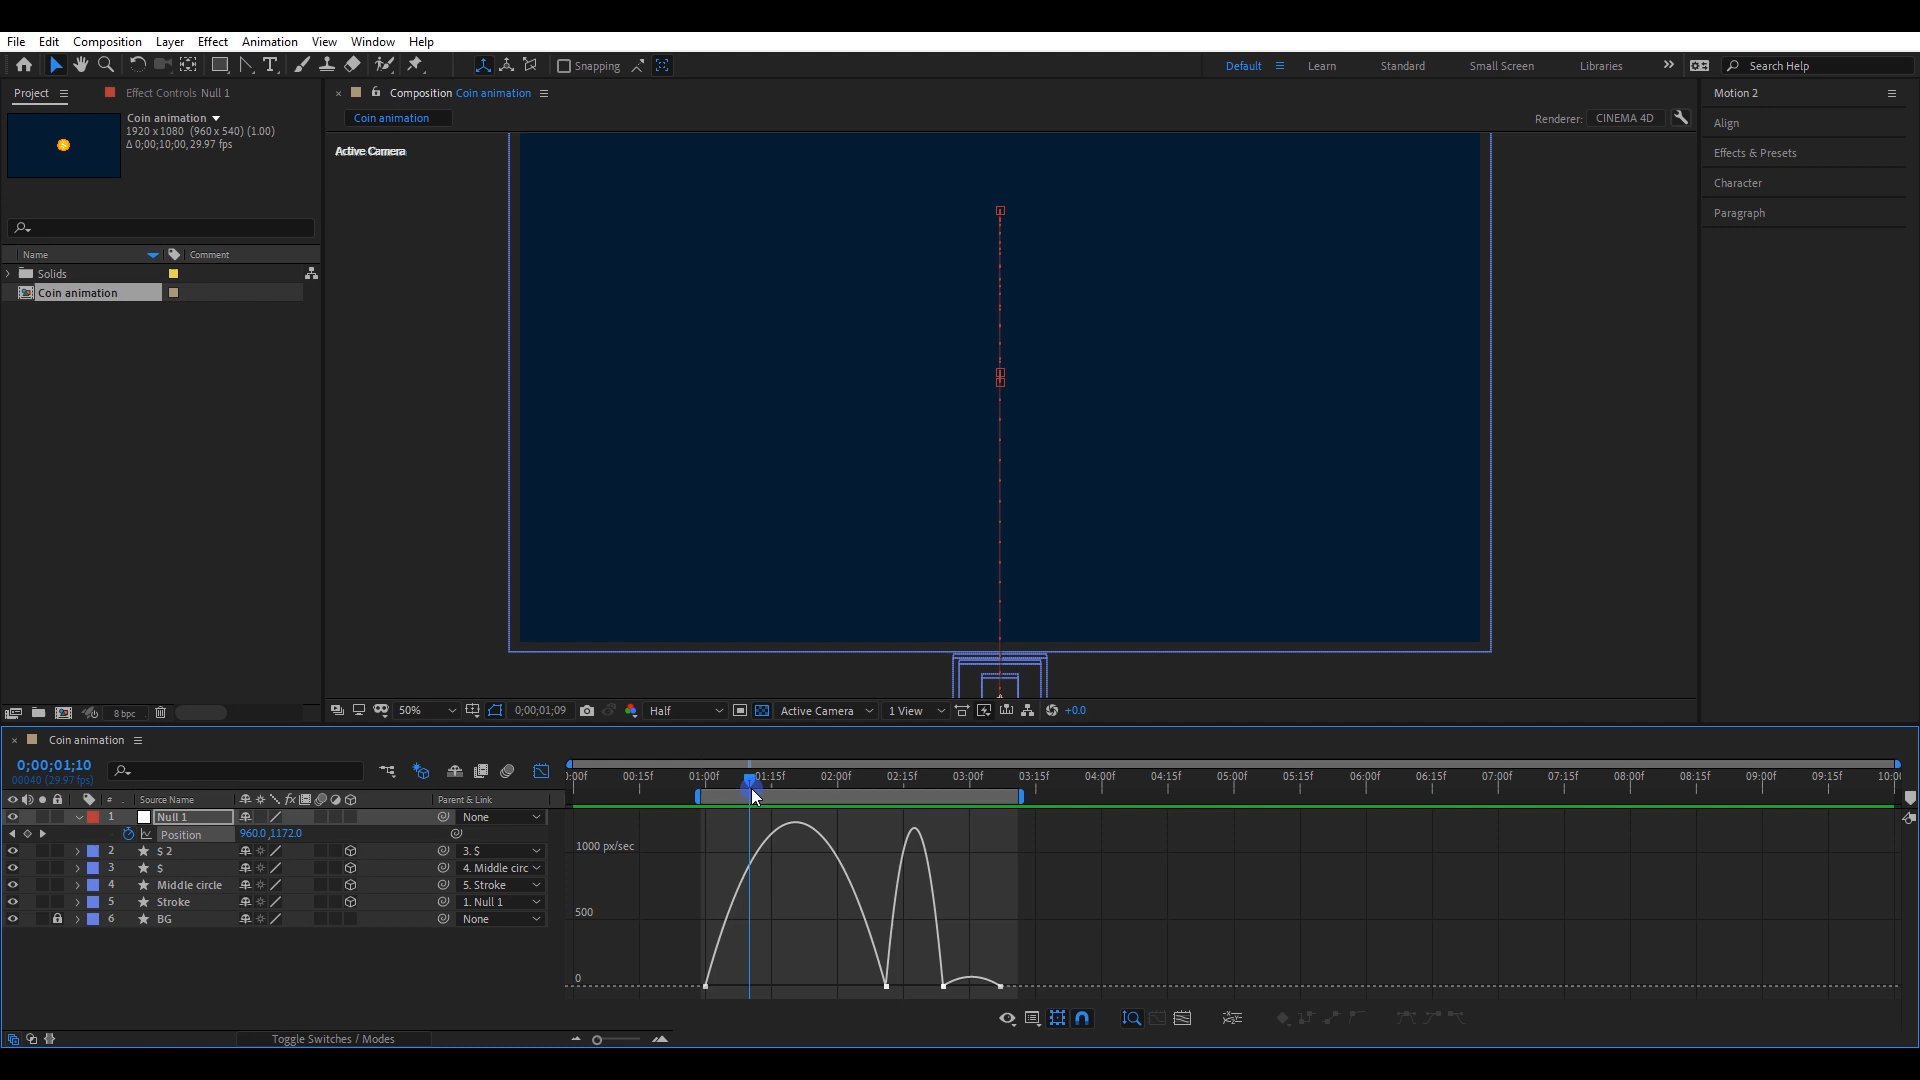 File Edit Composition Layer Effect Animation View Window Help
Snapping
Default Learn Standard Small Screen Libraries Search Help
Project Effect Controls Null 1
Composition Coin animation
Motion 2
Coin animation
1920 x 1080 (960 x 540) (1.00)
Δ 0;00;10;00, 29.97 fps
Coin animation
Renderer: CINEMA 4D
Align
Active Camera
Effects & Presets
Character
Paragraph
Name Comment
Solids
Coin animation
8 bpc
50% 0;00;01;09 Half Active Camera 1 View +0.0
Coin animation
0;00;01;10
00040 (29.97 fps)
):00f 00:15f 01:00f 01:15f 02:00f 02:15f 03:00f 03:15f 04:00f 04:15f 05:00f 05:15f 06:00f 06:15f 07:00f 07:15f 08:00f 08:15f 09:00f 09:15f 10:0(
# . Source Name fx Parent & Link
1 Null 1 None
Position 960.0,1172.0
2 $ 2 3. $
3 $ 4. Middle circ
4 Middle circle 5. Stroke
5 Stroke 1. Null 1
6 BG None
1000 px/sec
500
0
Toggle Switches / Modes